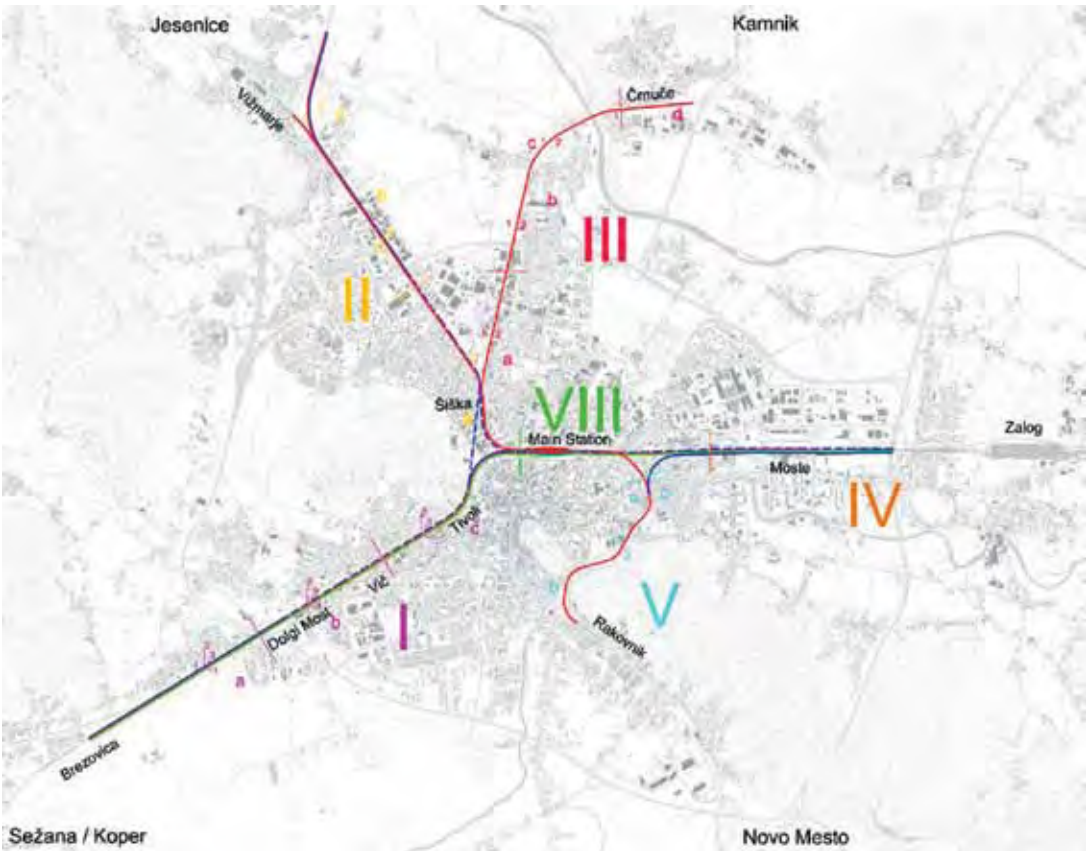 Jesenice
Kamnik
Vižmarje
Črnuče
d
c
b
III
II
a
Šiška
VIII
Main Station
Zalog
Moste
IV
Tivoli
c
Vič
V
b
Dolgi Most
b
I
Rakovnik
a
Brezovica
Sežana / Koper
Novo Mesto